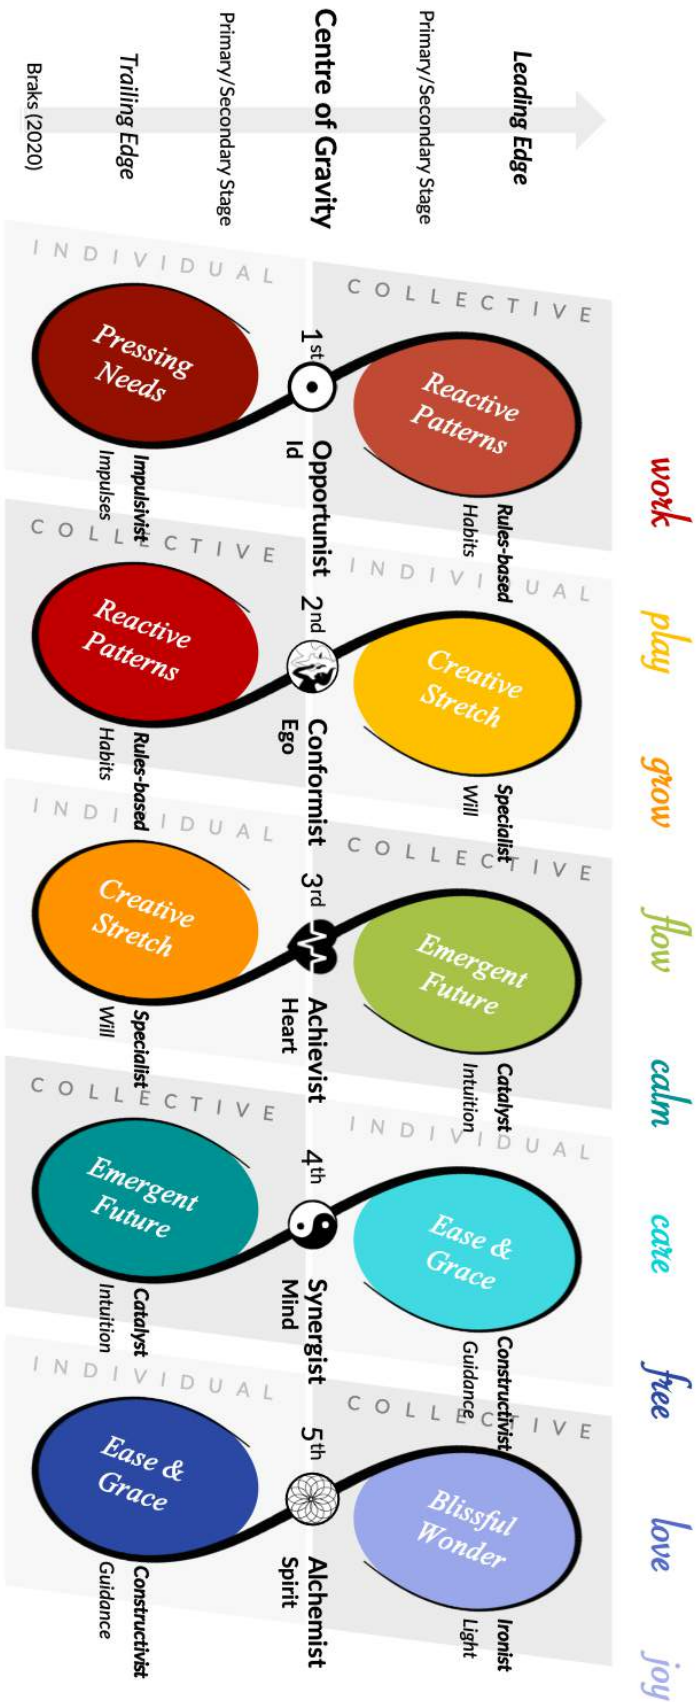 work
play
grow
flow
calm
care
free
love
joy
Leading Edge
Primary/Secondary Stage
Centre of Gravity
Primary/Secondary Stage
Trailing Edge
Braks (2020)
COLLECTIVE
Reactive
Patterns
Rules-based
Habits
1st
Opportunist
Id
INDIVIDUAL
Pressing
Needs
Impulsivist
Impulses
INDIVIDUAL
Creative
Stretch
Specialist
Will
2nd
Conformist
Ego
COLLECTIVE
Reactive
Patterns
Rules-based
Habits
COLLECTIVE
Emergent
Future
Catalyst
Intuition
3rd
Achievist
Heart
INDIVIDUAL
Creative
Stretch
Specialist
Will
INDIVIDUAL
Ease &
Grace
Constructivist
Guidance
4th
Synergist
Mind
COLLECTIVE
Emergent
Future
Catalyst
Intuition
COLLECTIVE
Blissful
Wonder
Ironist
Light
5th
Alchemist
Spirit
INDIVIDUAL
Ease &
Grace
Constructivist
Guidance